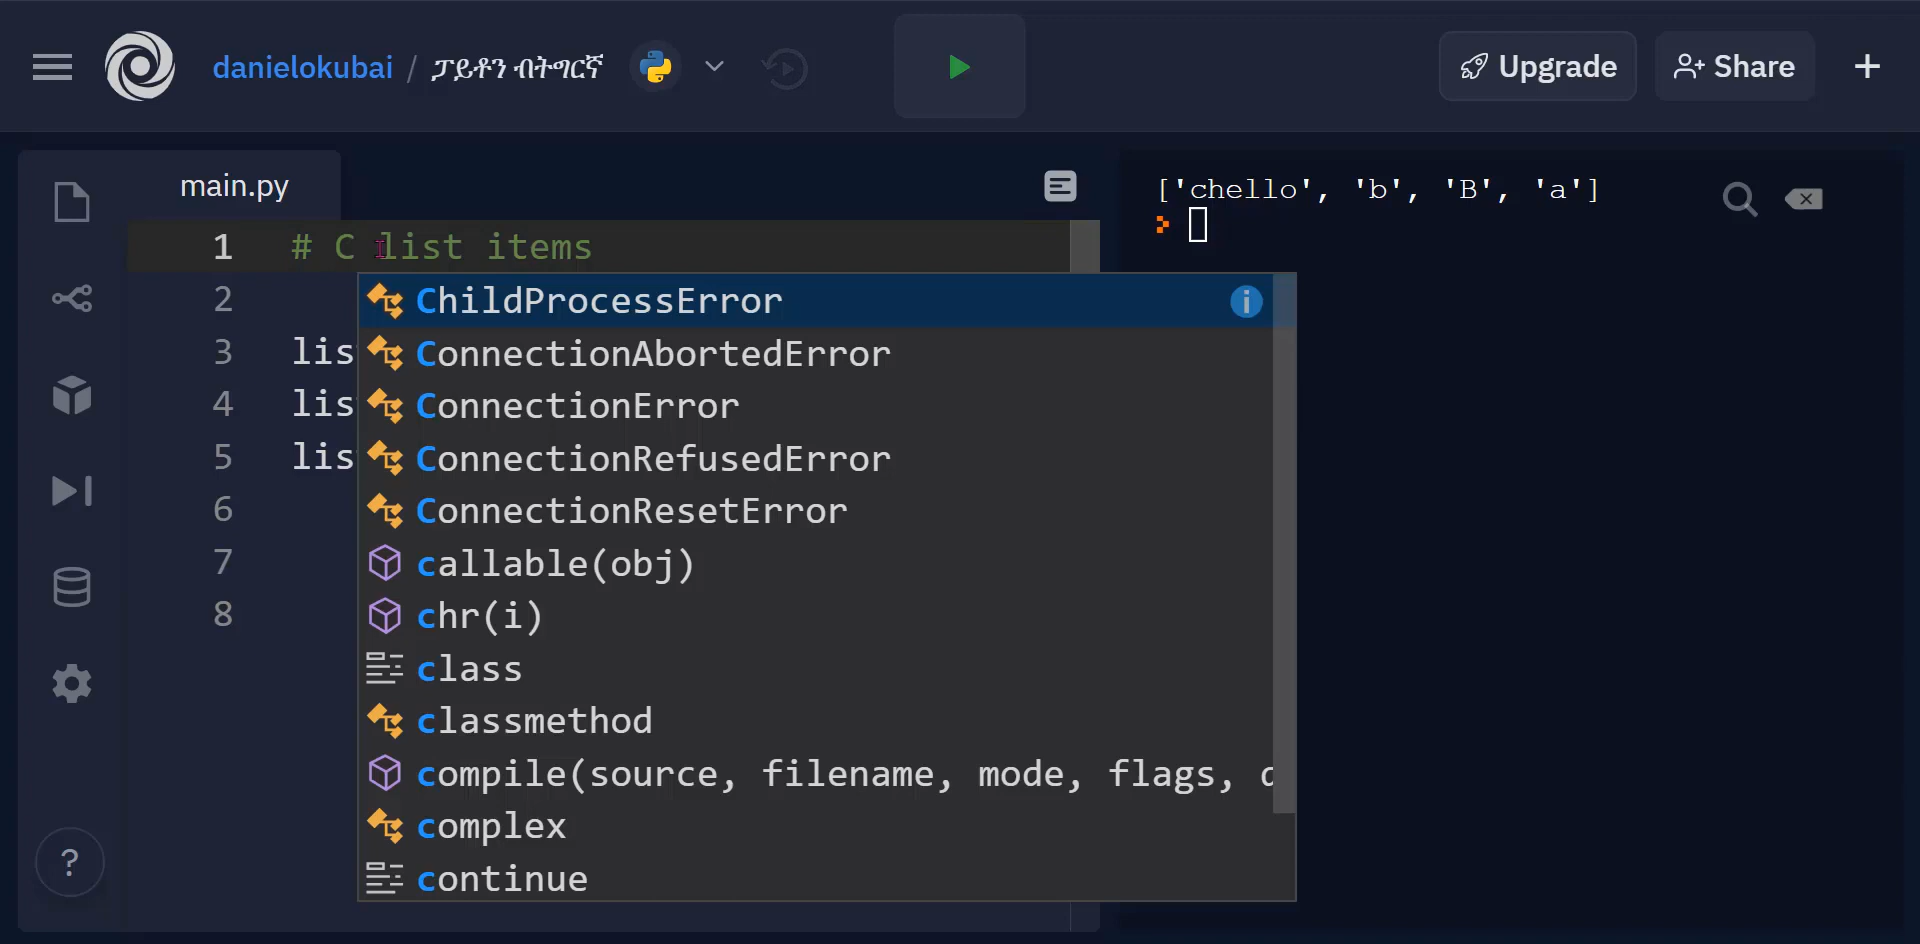 danielokubai / ፓይቶን ብትግርኛ
Upgrade
Share
main.py
1 # C list items
2
3 lis
4 lis
5 lis
6
7
8
ChildProcessError
ConnectionAbortedError
ConnectionError
ConnectionRefusedError
ConnectionResetError
callable(obj)
chr(i)
class
classmethod
compile(source, filename, mode, flags, d
complex
continue
['chello', 'b', 'B', 'a']
?